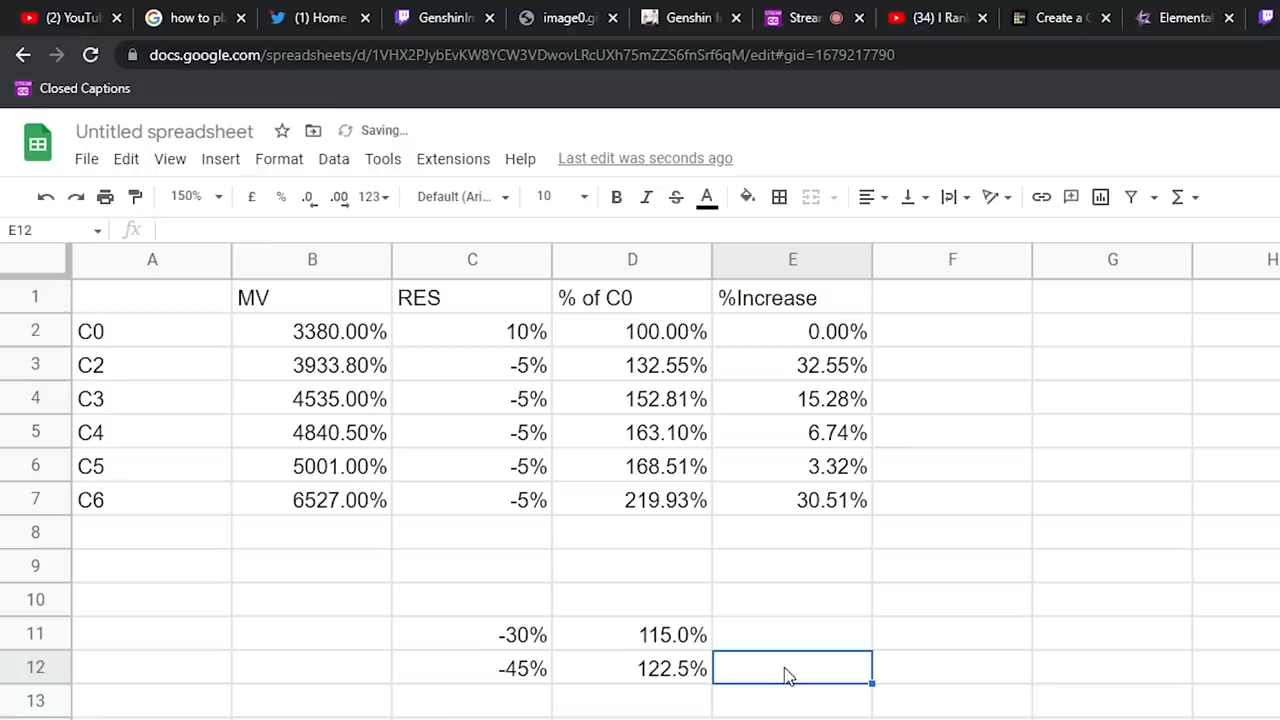 (2) YouTu
how to pl
(1) Home
GenshinIn
image0.gi
Genshin I
Strear
(34) I Ran
Create a C
Elemental
docs.google.com/spreadsheets/d/1VHX2PJybEvKW8YCW3VDwovLRcUXh75mZZS6fnSrf6qM/edit#gid=1679217790
Closed Captions
Untitled spreadsheet Saving...
File Edit View Insert Format Data Tools Extensions Help Last edit was seconds ago
150% £ % .0 .00 123 Default (Ari... 10 B I S A Σ
E12 fx
A B C D E F G H
1 MV RES % of C0 %Increase
2 C0 3380.00% 10% 100.00% 0.00%
3 C2 3933.80% -5% 132.55% 32.55%
4 C3 4535.00% -5% 152.81% 15.28%
5 C4 4840.50% -5% 163.10% 6.74%
6 C5 5001.00% -5% 168.51% 3.32%
7 C6 6527.00% -5% 219.93% 30.51%
8
9
10
11 -30% 115.0%
12 -45% 122.5%
13